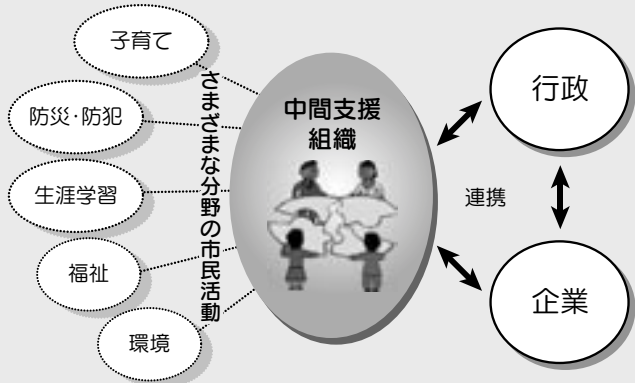 子育て
防災・防犯
生涯学習
福祉
環境
さまざまな分野の市民活動
中間支援
組織
行政
連携
企業